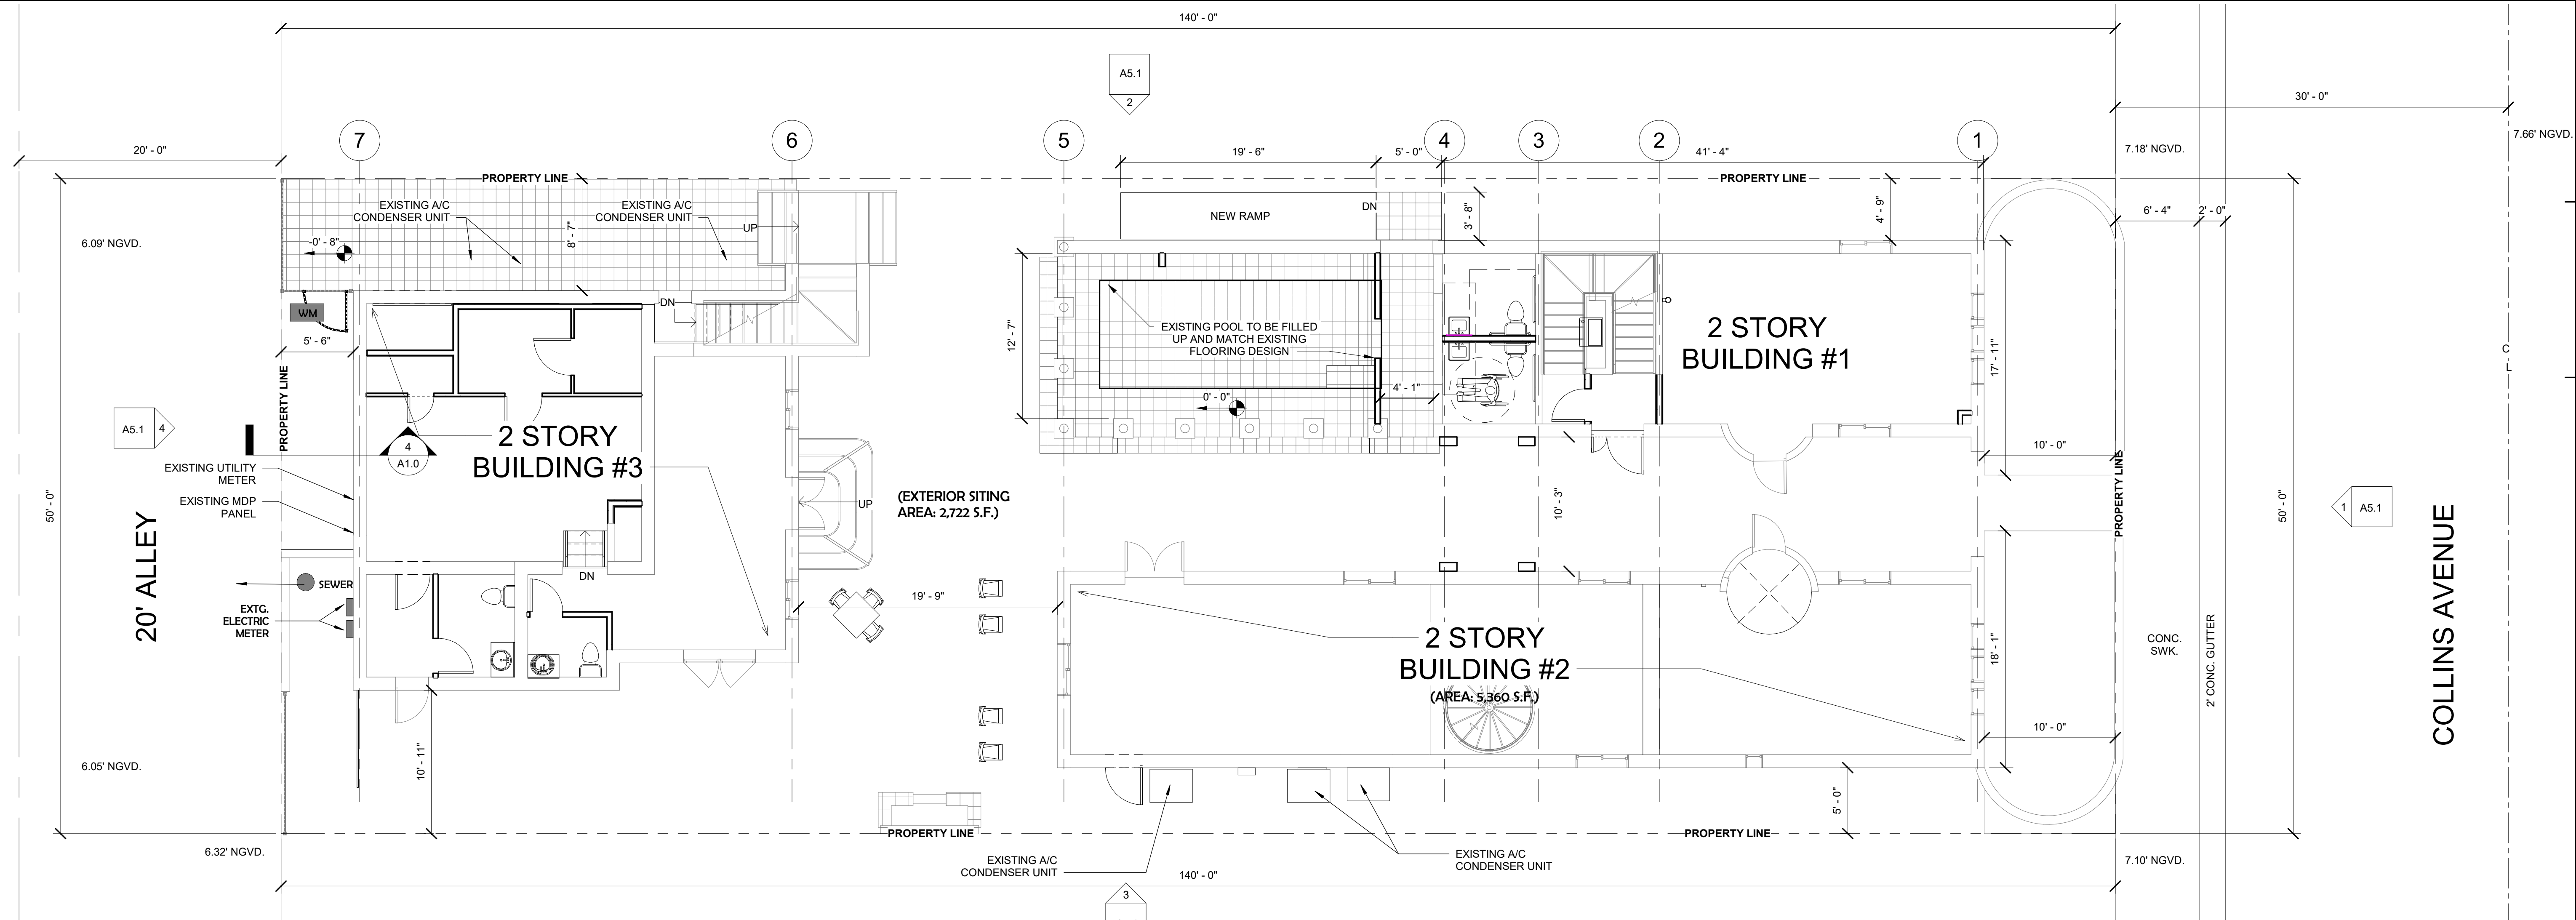 140' - 0"
A5.1
2
30' - 0"
7.66' NGVD.
20' - 0"
7
6
5
4
3
2
1
19' - 6"
5' - 0"
41' - 4"
7.18' NGVD.
PROPERTY LINE
PROPERTY LINE
EXISTING A/C
CONDENSER UNIT
EXISTING A/C
CONDENSER UNIT
UP
8' - 7"
6.09' NGVD.
-0' - 8"
NEW RAMP
DN
3' - 8"
4' - 9"
6' - 4"
2' - 0"
WM
5' - 6"
DN
12' - 7"
EXISTING POOL TO BE FILLED
UP AND MATCH EXISTING
FLOORING DESIGN
4' - 1"
0' - 0"
2 STORY
BUILDING #1
17' - 11"
C
L
PROPERTY LINE
A5.1
4
4
A1.0
2 STORY
BUILDING #3
EXISTING UTILITY
METER
EXISTING MDP
PANEL
50' - 0"
20' ALLEY
UP
(EXTERIOR SITING
AREA: 2,722 S.F.)
10' - 3"
10' - 0"
PROPERTY LINE
50' - 0"
1
A5.1
COLLINS AVENUE
SEWER
EXTG.
ELECTRIC
METER
DN
19' - 9"
2 STORY
BUILDING #2
(AREA: 5,360 S.F.)
18' - 1"
CONC.
SWK.
2' CONC. GUTTER
10' - 0"
6.05' NGVD.
10' - 11"
5' - 0"
PROPERTY LINE
PROPERTY LINE
6.32' NGVD.
EXISTING A/C
CONDENSER UNIT
EXISTING A/C
CONDENSER UNIT
7.10' NGVD.
140' - 0"
3